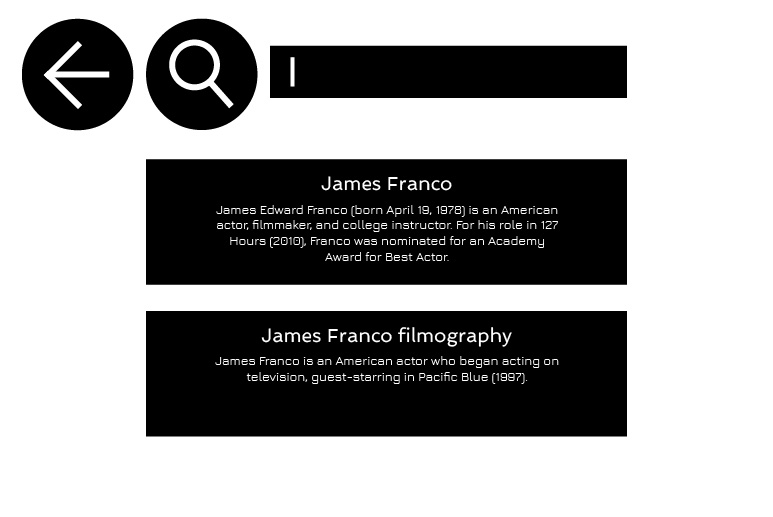 James Franco
James Edward Franco (born April 19, 1978) is an American
actor, filmmaker, and college instructor. For his role in 127
Hours (2010), Franco was nominated for an Academy
Award for Best Actor.
James Franco filmography
James Franco is an American actor who began acting on
television, guest-starring in Pacific Blue (1997).